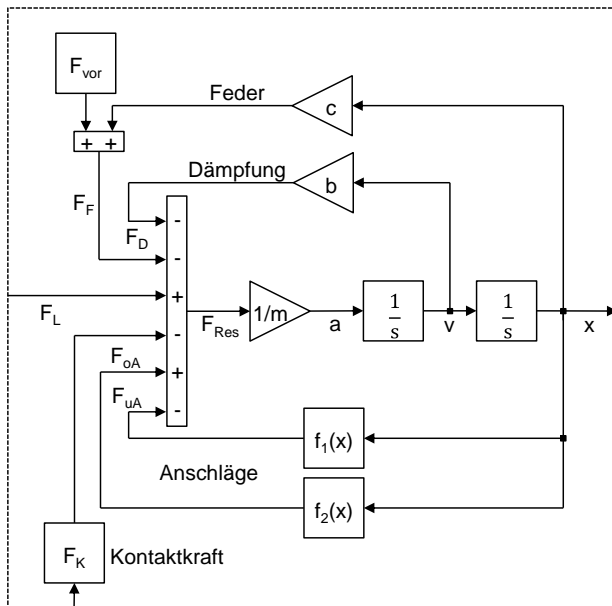 F_vor
Feder
c
+ +
Dämpfung
b
F_F
F_D
-
-
+
-
+
-
F_L
F_Res
1/m
a
1/s
v
1/s
x
F_oA
F_uA
f_1(x)
Anschläge
f_2(x)
F_K
Kontaktkraft